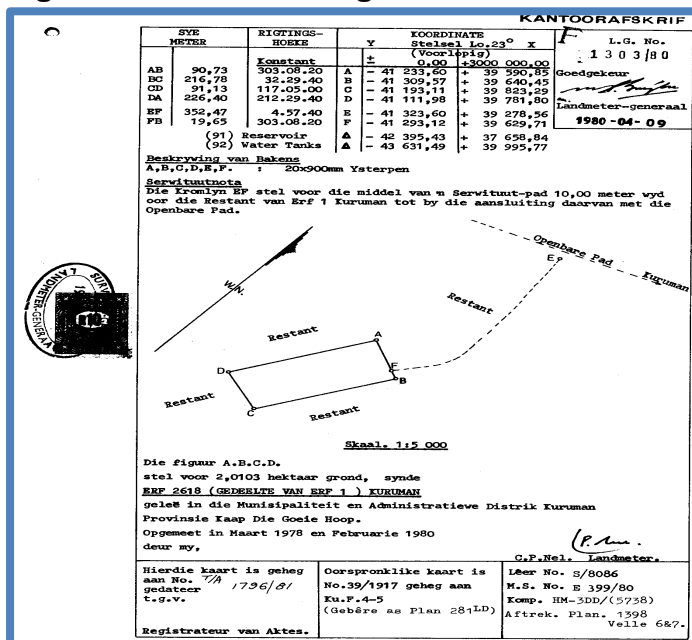 KANTOORAFSKRIF
SYE METER RIGTINGS-HOEKE KOORDINATE L.G. No.
Y Stelsel Lo.23° X
(Voorlopig) 1303/80
Konstant ± 0,00 +3000 000,00
AB 90,73 303.08.20 A - 41 233,60 + 39 590,85 Goedgekeur
BC 216,78 32.29.40 B - 41 309,57 + 39 640,45
CD 91,13 117.05.00 C - 41 193,11 + 39 823,29
DA 226,40 212.29.40 D - 41 111,98 + 39 781,80 Landmeter-generaal
EF 352,47 4.57.40 E - 41 323,60 + 39 278,56
FB 19,65 303.08.20 F - 41 293,12 + 39 629,71 1980-04-09
(91) Reservoir Δ - 42 395,43 + 37 658,84
(92) Water Tanks Δ - 43 631,49 + 39 995,77
Beskrywing van Bakens
A,B,C,D,E,F. : 20x900mm Ysterpen
Serwituutnota
Die Kromlyn EF stel voor die middel van 'n Serwituut-pad 10,00 meter wyd
oor die Restant van Erf 1 Kuruman tot by die aansluiting daarvan met die
Openbare Pad.
Openbare Pad Kuruman
E
W.N.
Restant
Restant
A
D
F
B
Restant
C
Restant
Skaal. 1:5 000
Die figuur A.B.C.D.
stel voor 2,0103 hektaar grond, synde
ERF 2618 (GEDEELTE VAN ERF 1 ) KURUMAN
geleë in die Munisipaliteit en Administratiewe Distrik Kuruman
Provinsie Kaap Die Goeie Hoop.
Opgemeet in Maart 1978 en Februarie 1980
deur my,
C.P.Nel. Landmeter.
Hierdie kaart is geheg
aan No. T/A 1796/81
gedateer
t.g.v.
Registrateur van Aktes.
Oorspronklike kaart is
No.39/1917 geheg aan
Ku.F.4-5
(Gebêre as Plan 281LD)
Lêer No. S/8086
M.S. No. E 399/80
Komp. HM-3DD/(5738)
Aftrek. Plan. 1398
Velle 6&7.